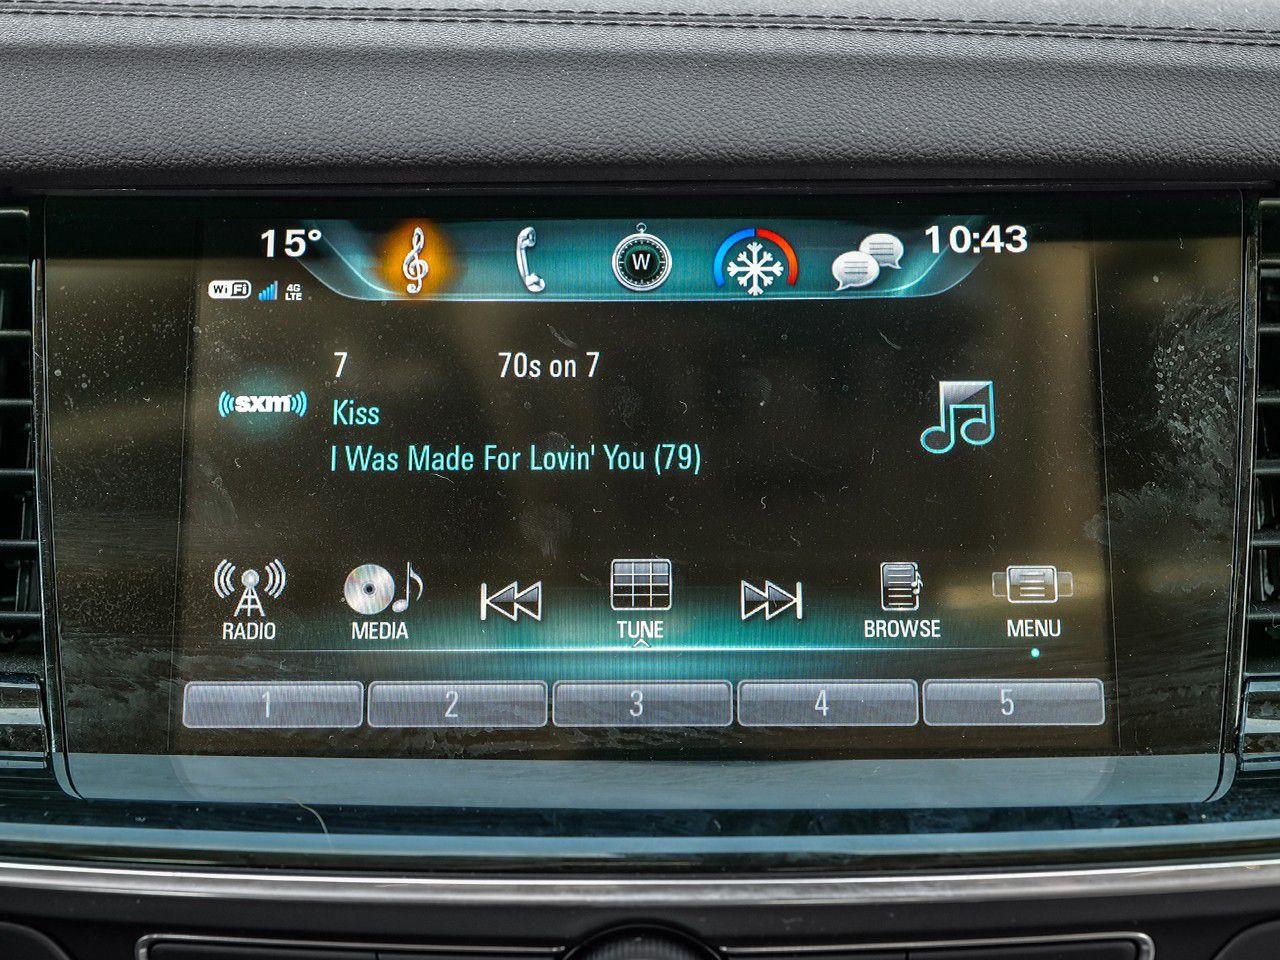 15° 10:43
W
WiFi 4G LTE
7 70s on 7
((sxm))
Kiss
I Was Made For Lovin' You (79)
RADIO MEDIA TUNE BROWSE MENU
1 2 3 4 5